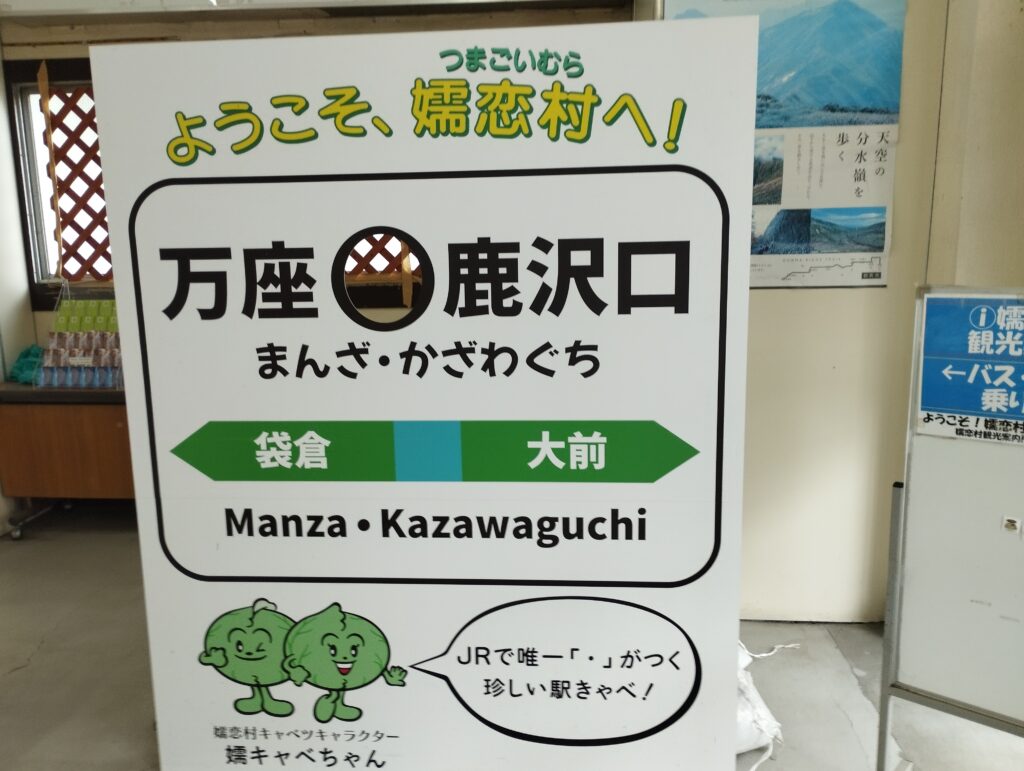 つまごいむら
ようこそ、嬬恋村へ!
万座 鹿沢口
まんざ・かざわぐち
袋倉 大前
Manza・Kazawaguchi
JRで唯一「・」がつく
珍しい駅きゃべ!
嬬恋村キャベツキャラクター
嬬キャベちゃん
天空の
分水嶺を
歩く
ⓘ嬬
観光
←バス・
乗り
ようこそ!嬬恋村
嬬恋村観光案内所